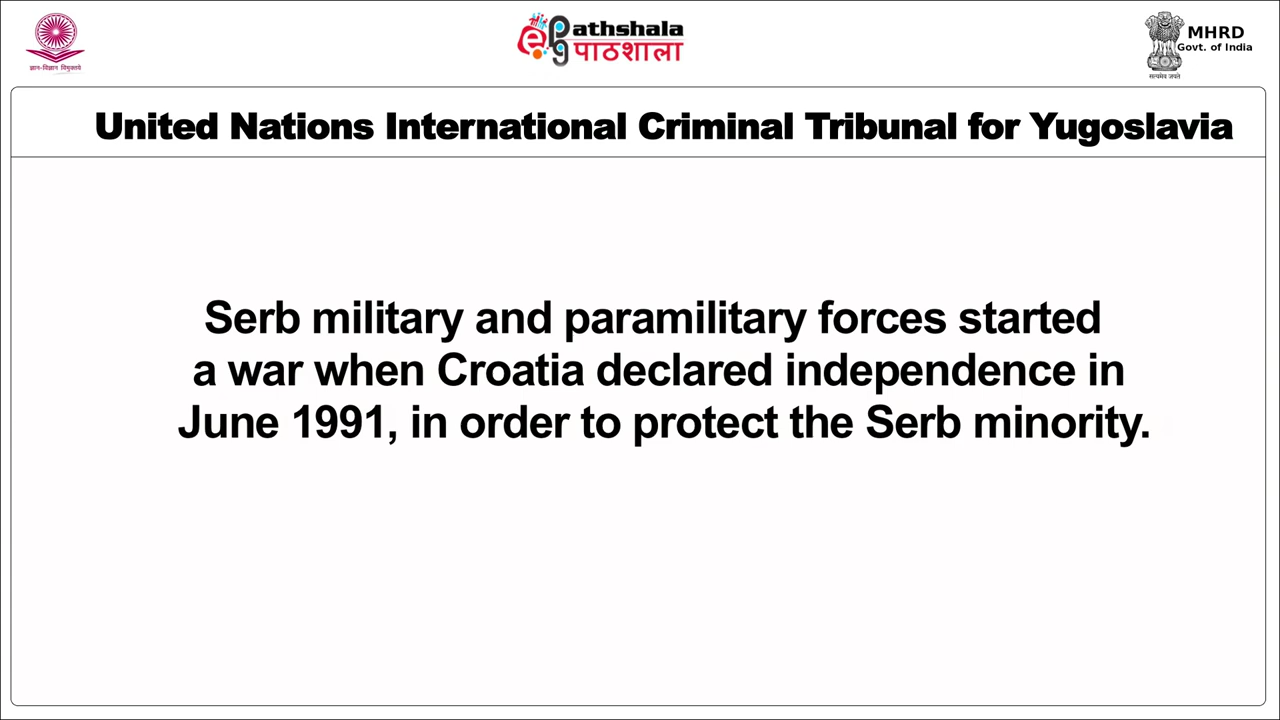 ज्ञान-विज्ञान विमुक्तये
ePG Pathshala
पाठशाला
सत्यमेव जयते
MHRD
Govt. of India
United Nations International Criminal Tribunal for Yugoslavia
Serb military and paramilitary forces started
a war when Croatia declared independence in
June 1991, in order to protect the Serb minority.